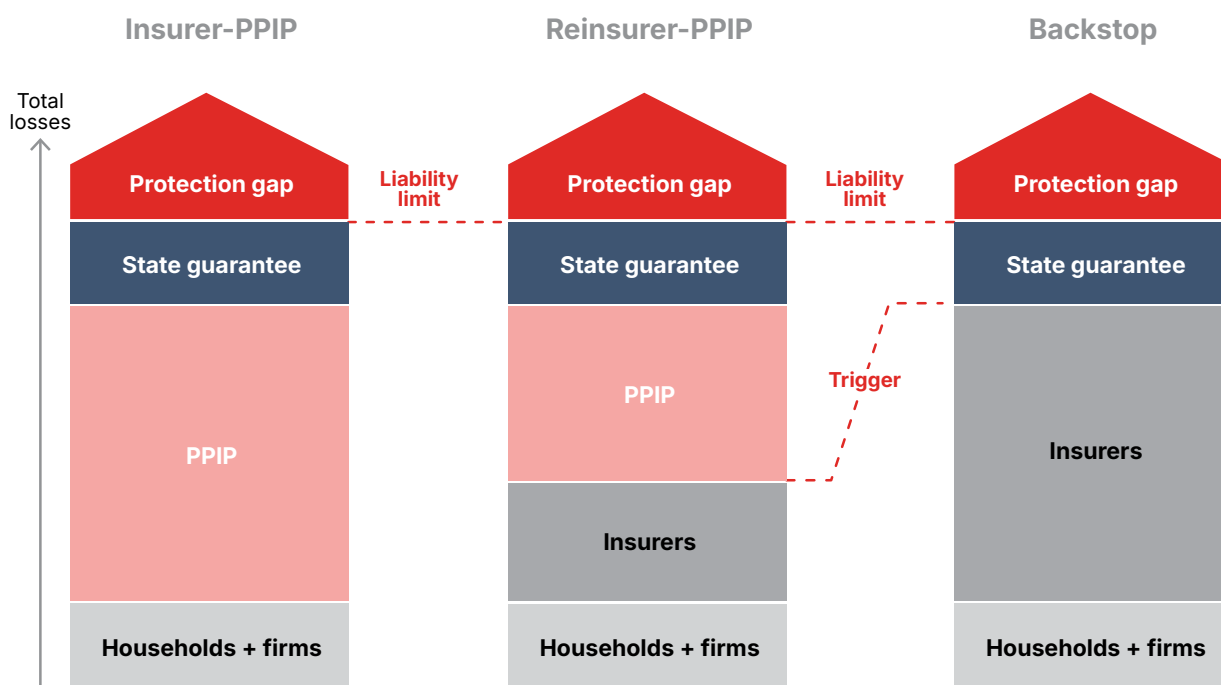 Insurer-PPIP
Reinsurer-PPIP
Backstop
Total
losses
Protection gap
Liability
limit
Protection gap
Liability
limit
Protection gap
State guarantee
State guarantee
State guarantee
PPIP
PPIP
Trigger
Insurers
Insurers
Households + firms
Households + firms
Households + firms